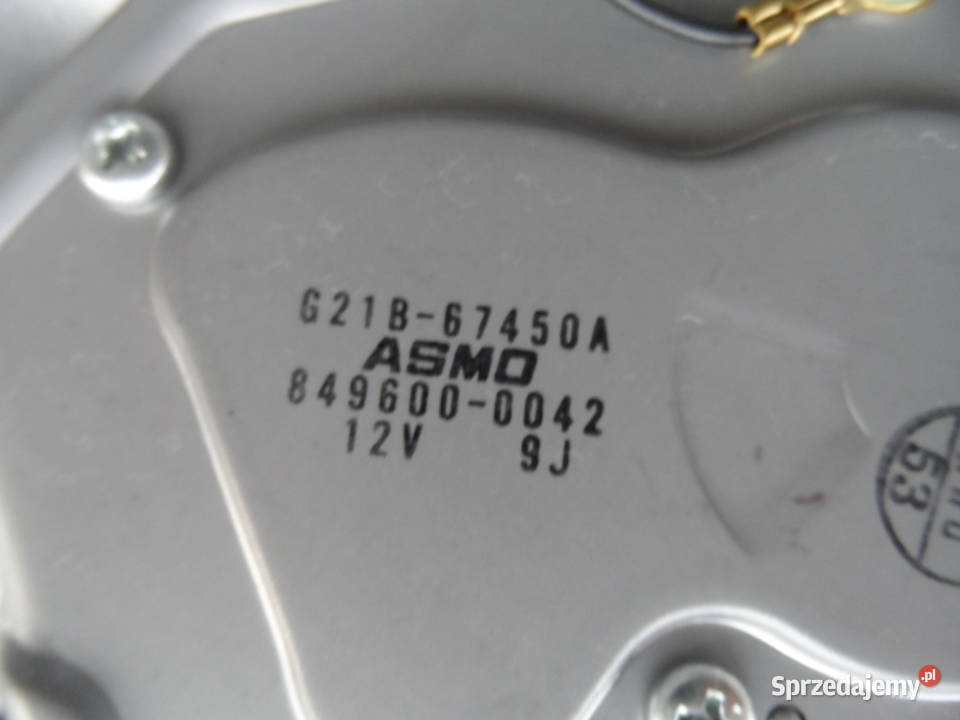 G21B-67450A
ASMO
849600-0042
12V 9J
53
Sprzedajemy.pl